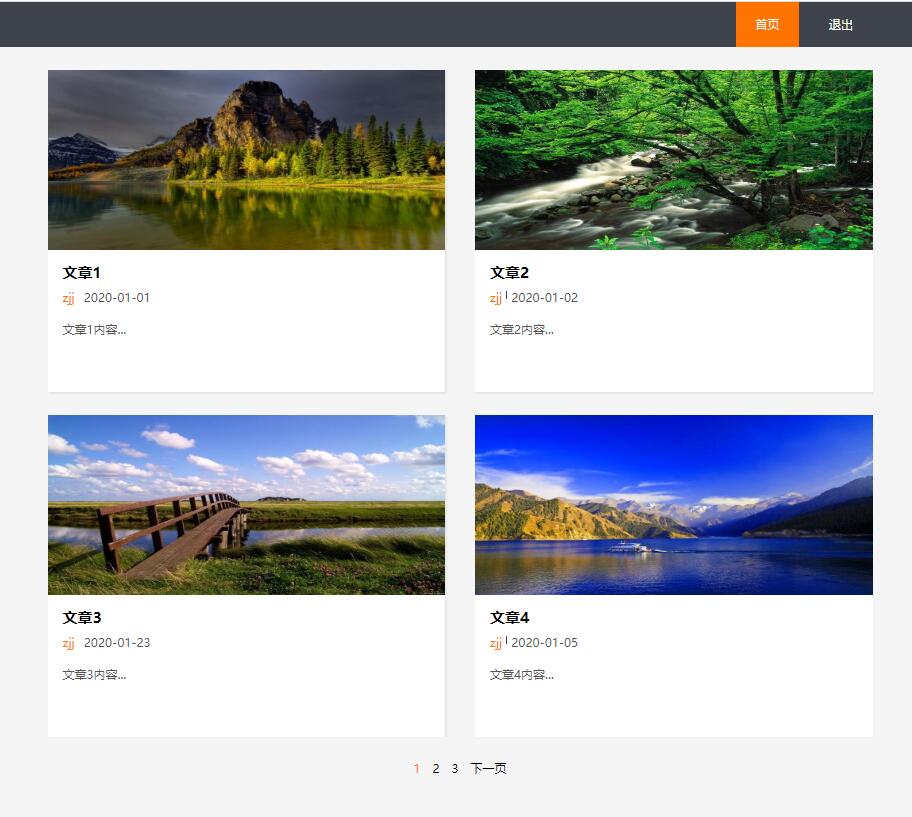 首页 退出
文章1
zjj 2020-01-01
文章1内容...
文章2
zjj | 2020-01-02
文章2内容...
文章3
zjj 2020-01-23
文章3内容...
文章4
zjj | 2020-01-05
文章4内容...
1 2 3 下一页